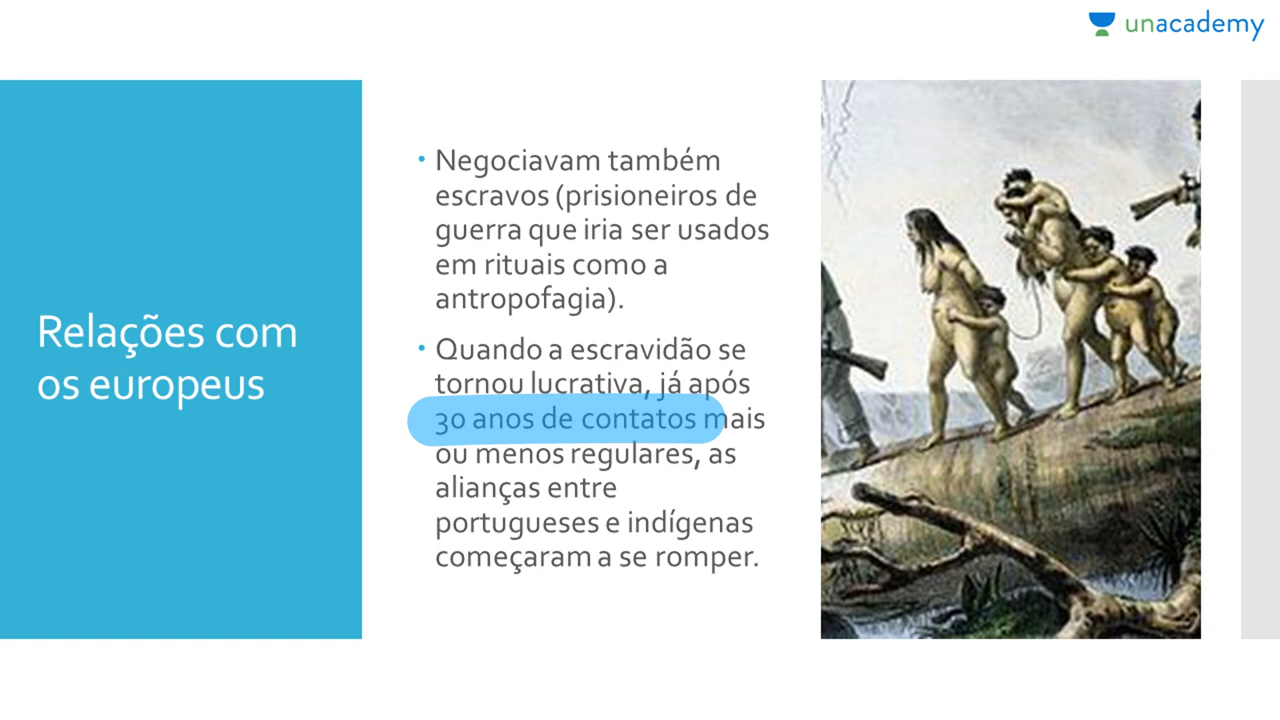 unacademy
Relações com
os europeus
• Negociavam também
escravos (prisioneiros de
guerra que iria ser usados
em rituais como a
antropofagia).
• Quando a escravidão se
tornou lucrativa, já após
30 anos de contatos mais
ou menos regulares, as
alianças entre
portugueses e indígenas
começaram a se romper.